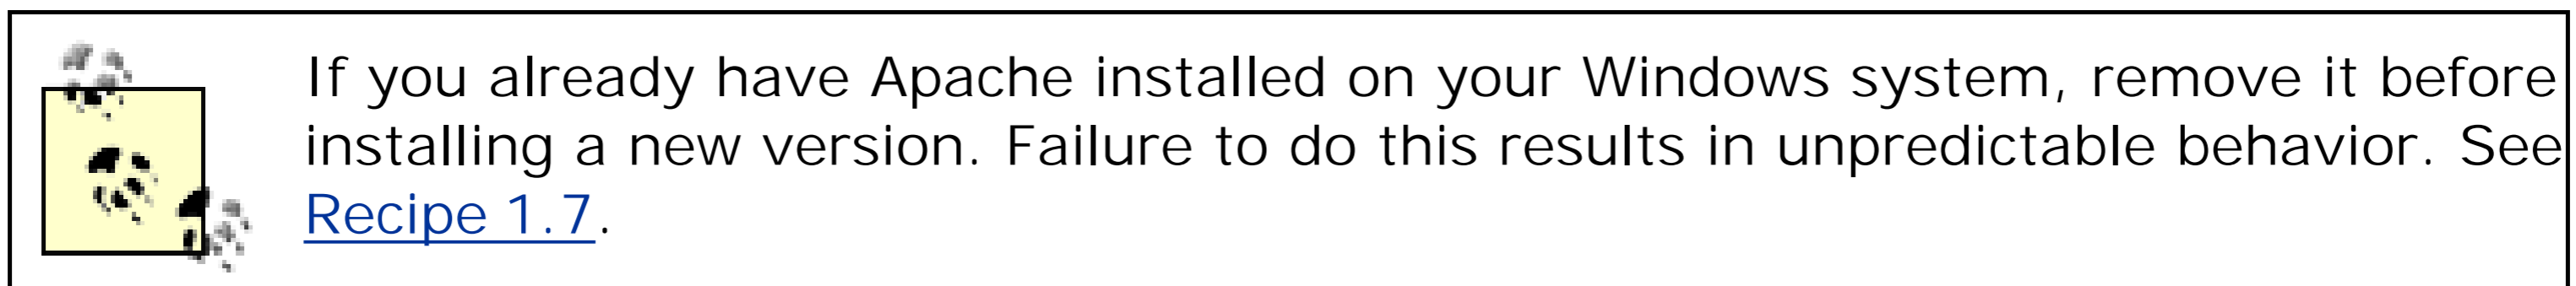 If you already have Apache installed on your Windows system, remove it before
installing a new version. Failure to do this results in unpredictable behavior. See
Recipe 1.7.